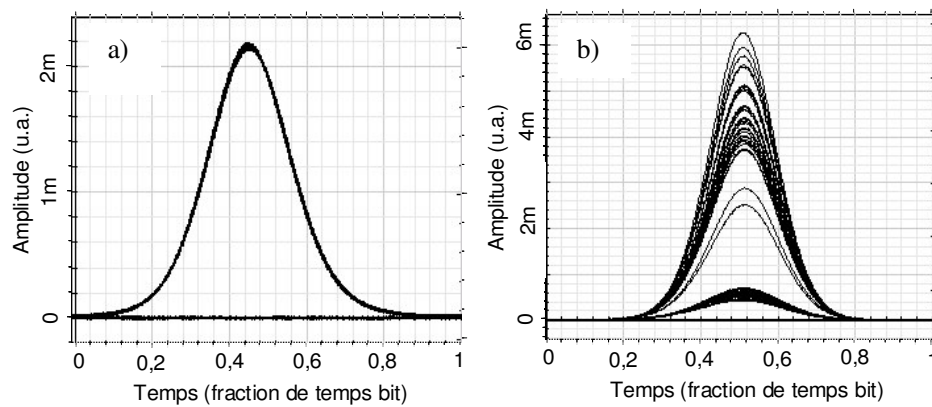 a)
Amplitude (u.a.)
2m
1m
0
0 0,2 0,4 0,6 0,8 1
Temps (fraction de temps bit)
b)
Amplitude (u.a.)
6m
4m
2m
0
0 0,2 0,4 0,6 0,8 1
Temps (fraction de temps bit)